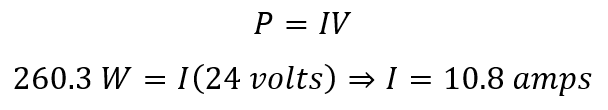 P = IV
260.3 W = I(24 volts) ⇒ I = 10.8 amps